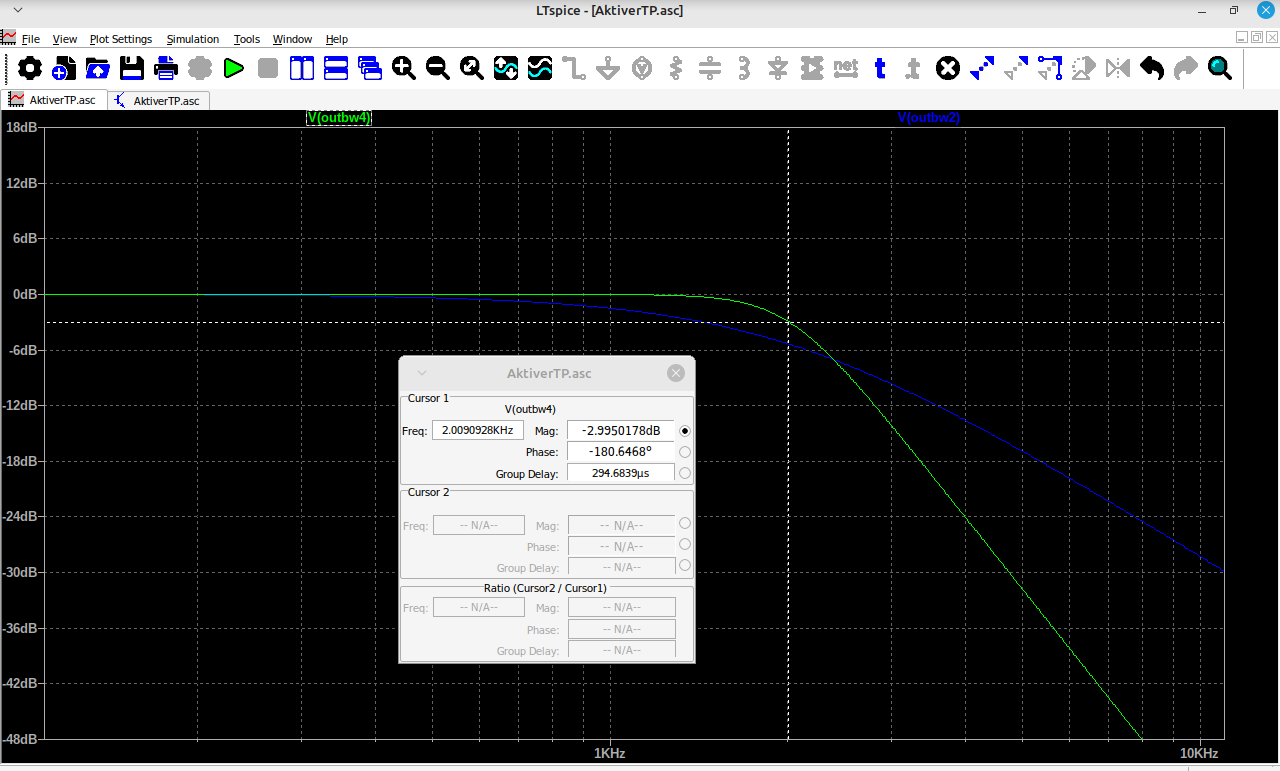 LTspice - [AktiverTP.asc]
File View Plot Settings Simulation Tools Window Help
net t .t
AktiverTP.asc AktiverTP.asc
V(outbw4) V(outbw2)
18dB
12dB
6dB
0dB
-6dB
-12dB
-18dB
-24dB
-30dB
-36dB
-42dB
-48dB
1KHz 10KHz
AktiverTP.asc
Cursor 1
V(outbw4)
Freq: 2.0090928KHz Mag: -2.9950178dB
Phase: -180.6468°
Group Delay: 294.6839µs
Cursor 2
Freq: -- N/A-- Mag: -- N/A--
Phase: -- N/A--
Group Delay: -- N/A--
Ratio (Cursor2 / Cursor1)
Freq: -- N/A-- Mag: -- N/A--
Phase: -- N/A--
Group Delay: -- N/A--